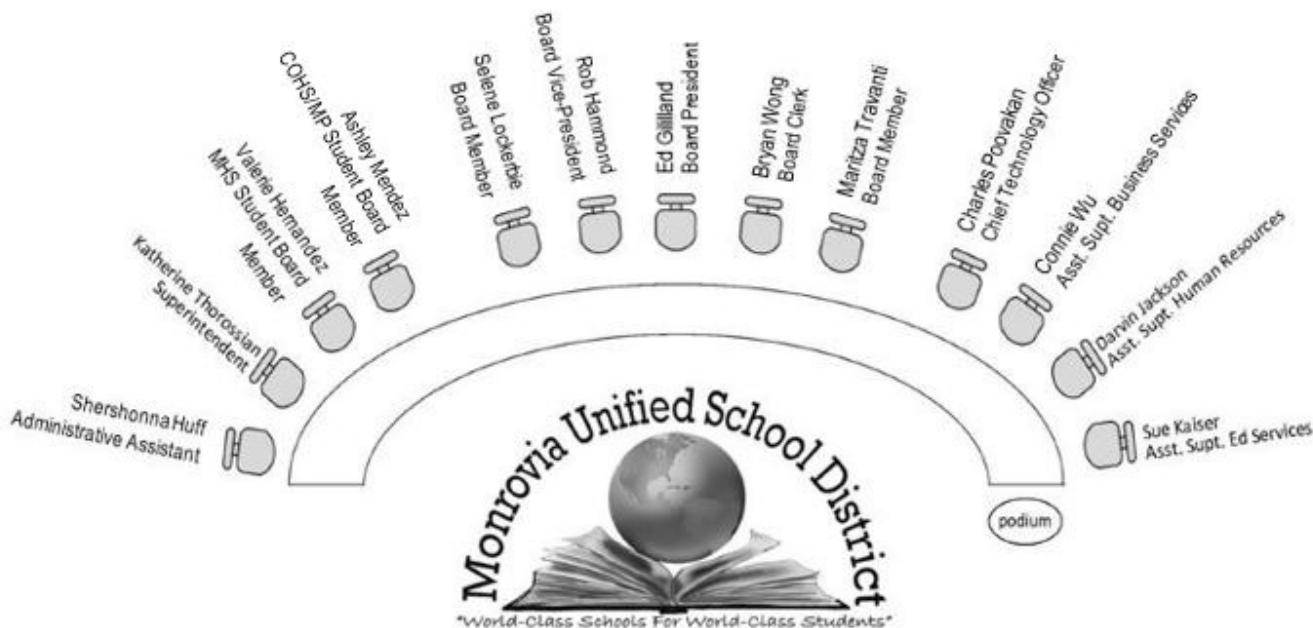 Shershonna Huff
Administrative Assistant
Katherine Thorossian
Superintendent
Valerie Hernandez
MHS Student Board
Member
Ashley Mendez
COHS/MP Student Board
Member
Selene Lockerbie
Board Member
Rob Hammond
Board Vice-President
Ed Gililland
Board President
Bryan Wong
Board Clerk
Maritza Travanti
Board Member
Charles Poovakan
Chief Technology Officer
Connie Wu
Asst. Supt. Business Services
Darvin Jackson
Asst. Supt. Human Resources
Sue Kaiser
Asst. Supt. Ed Services
podium
Monrovia Unified School District
"World-Class Schools For World-Class Students"